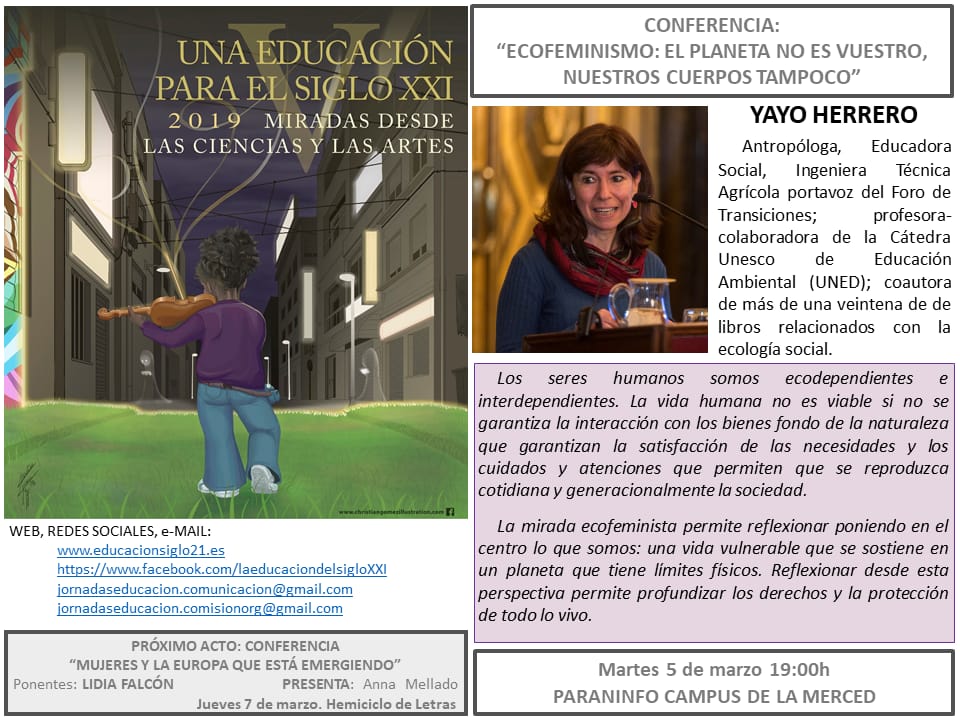 UNA EDUCACIÓN
PARA EL SIGLO XXI
2019 MIRADAS DESDE
LAS CIENCIAS Y LAS ARTES
www.christiangomezillustration.com
WEB, REDES SOCIALES, e-MAIL:
www.educacionsiglo21.es
https://www.facebook.com/laeducaciondelsigloXXI
jornadaseducacion.comunicacion@gmail.com
jornadaseducacion.comisionorg@gmail.com
PRÓXIMO ACTO: CONFERENCIA
“MUJERES Y LA EUROPA QUE ESTÁ EMERGIENDO”
Ponentes: LIDIA FALCÓN PRESENTA: Anna Mellado
Jueves 7 de marzo. Hemiciclo de Letras
CONFERENCIA:
“ECOFEMINISMO: EL PLANETA NO ES VUESTRO,
NUESTROS CUERPOS TAMPOCO”
YAYO HERRERO
Antropóloga, Educadora
Social, Ingeniera Técnica
Agrícola portavoz del Foro de
Transiciones; profesora-
colaboradora de la Cátedra
Unesco de Educación
Ambiental (UNED); coautora
de más de una veintena de de
libros relacionados con la
ecología social.
Los seres humanos somos ecodependientes e
interdependientes. La vida humana no es viable si no se
garantiza la interacción con los bienes fondo de la naturaleza
que garantizan la satisfacción de las necesidades y los
cuidados y atenciones que permiten que se reproduzca
cotidiana y generacionalmente la sociedad.
La mirada ecofeminista permite reflexionar poniendo en el
centro lo que somos: una vida vulnerable que se sostiene en
un planeta que tiene límites físicos. Reflexionar desde esta
perspectiva permite profundizar los derechos y la protección
de todo lo vivo.
Martes 5 de marzo 19:00h
PARANINFO CAMPUS DE LA MERCED